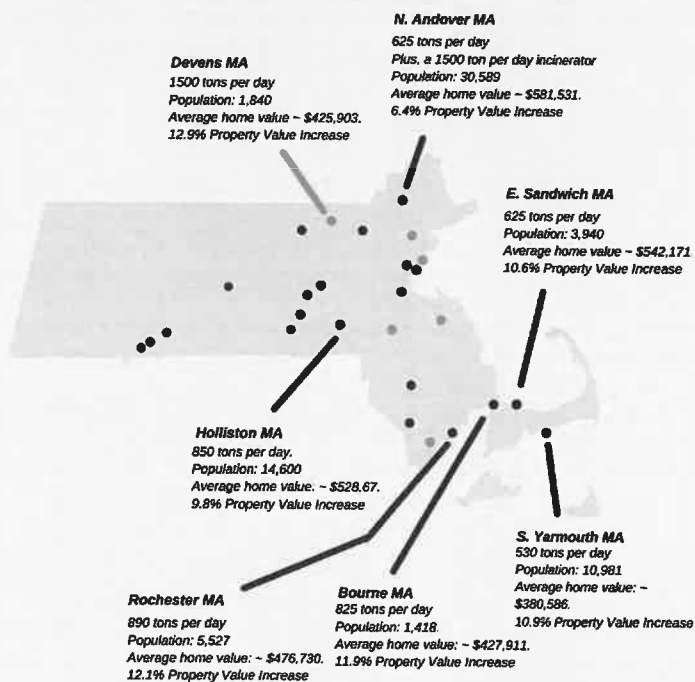 N. Andover MA
625 tons per day
Plus, a 1500 ton per day incinerator
Population: 30,589
Average home value ~ $581,531.
6.4% Property Value Increase
Devens MA
1500 tons per day
Population: 1,840
Average home value ~ $425,903.
12.9% Property Value Increase
E. Sandwich MA
625 tons per day
Population: 3,940
Average home value ~ $542,171
10.6% Property Value Increase
Holliston MA
850 tons per day.
Population: 14,600
Average home value: ~ $528.67.
9.8% Property Value Increase
S. Yarmouth MA
530 tons per day
Population: 10,981
Average home value: ~
$380,586.
10.9% Property Value Increase
Rochester MA
890 tons per day
Population: 5,527
Average home value: ~ $476,730.
12.1% Property Value Increase
Bourne MA
825 tons per day
Population: 1,418.
Average home value: ~ $427,911.
11.9% Property Value Increase